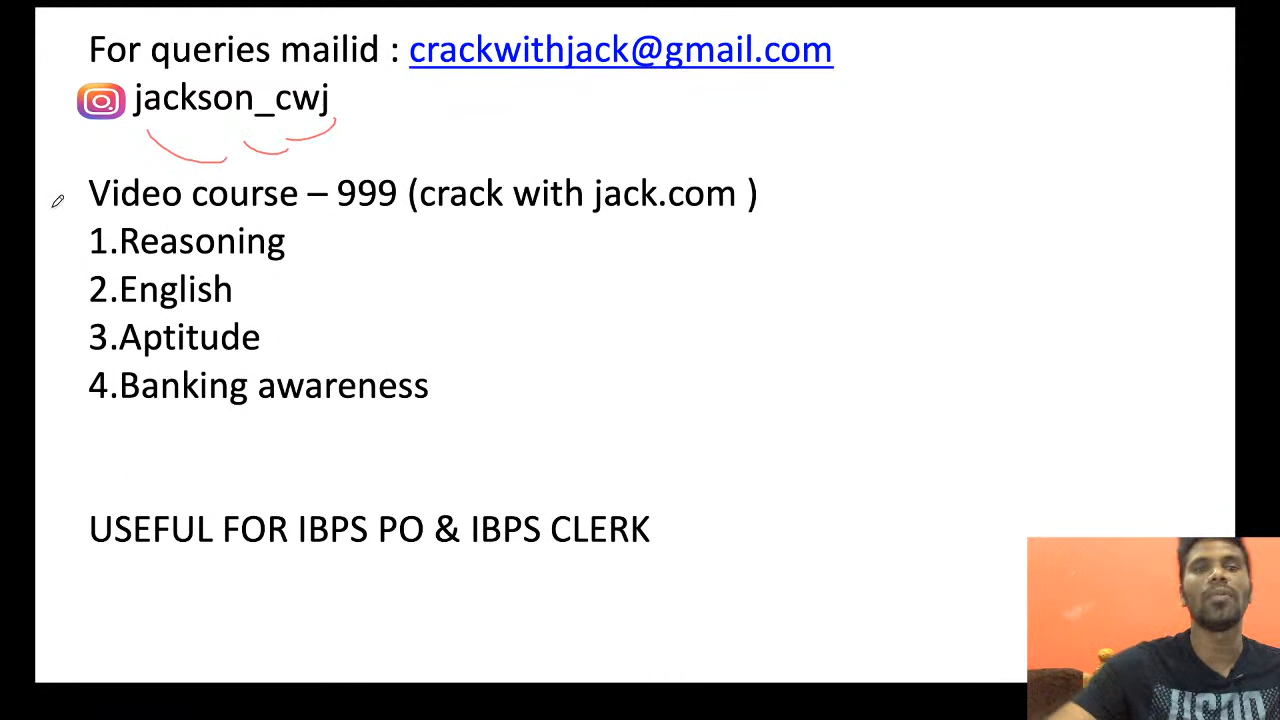 For queries mailid : crackwithjack@gmail.com
jackson_cwj
Video course – 999 (crack with jack.com )
1.Reasoning
2.English
3.Aptitude
4.Banking awareness
USEFUL FOR IBPS PO & IBPS CLERK